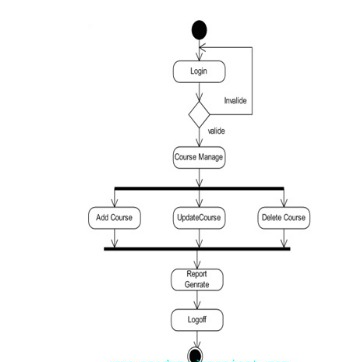 Login
Invalide
valide
Course Manage
Add Course
UpdateCourse
Delete Course
Report
Genrate
Logoff